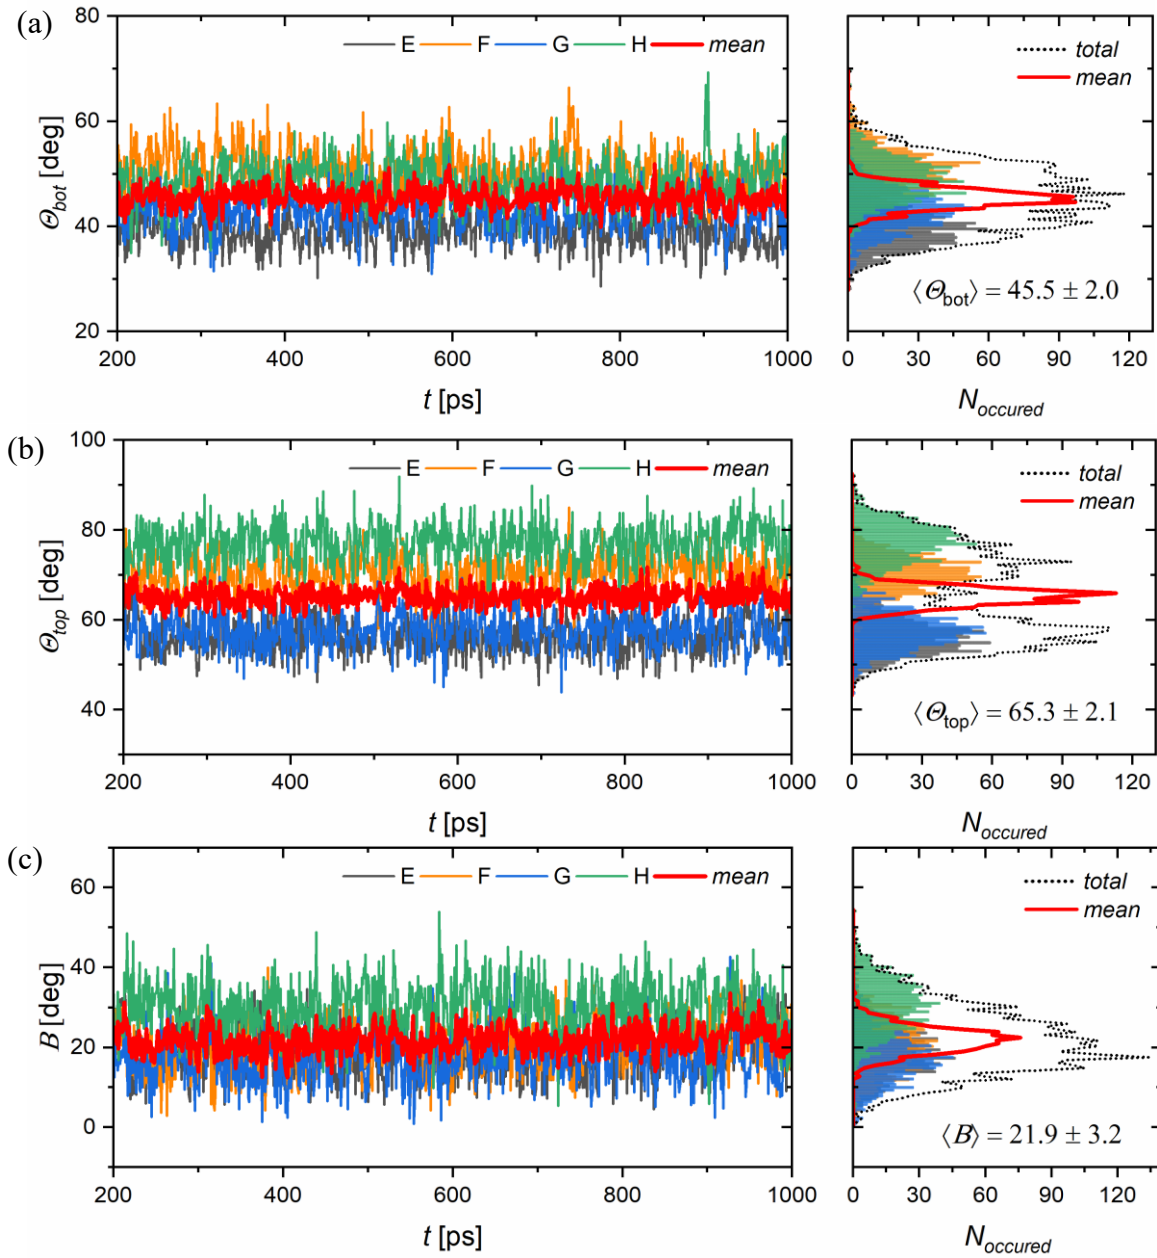 (a)
80
60
40
20
Θbot [deg]
E F G H mean
200 400 600 800 1000
t [ps]
total
mean
⟨Θbot⟩ = 45.5 ± 2.0
0 30 60 90 120
Noccured
(b)
100
80
60
40
Θtop [deg]
E F G H mean
200 400 600 800 1000
t [ps]
total
mean
⟨Θtop⟩ = 65.3 ± 2.1
0 30 60 90 120
Noccured
(c)
60
40
20
0
B [deg]
E F G H mean
200 400 600 800 1000
t [ps]
total
mean
⟨B⟩ = 21.9 ± 3.2
0 30 60 90 120
Noccured